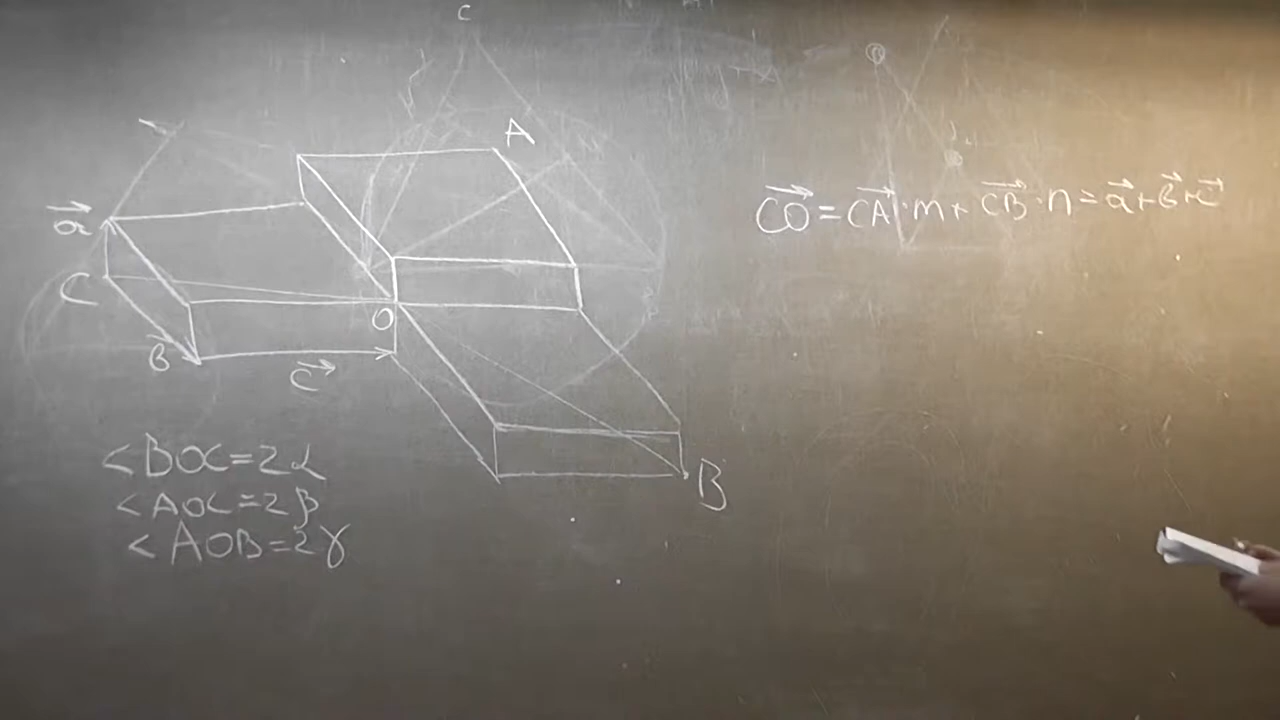 C
A
a⃗
CO⃗ = CA⃗·m + CB⃗·n = a⃗+в⃗+c⃗
C
O
в⃗
c⃗
B
<BOC=2α
<AOC=2β
<AOB=2γ